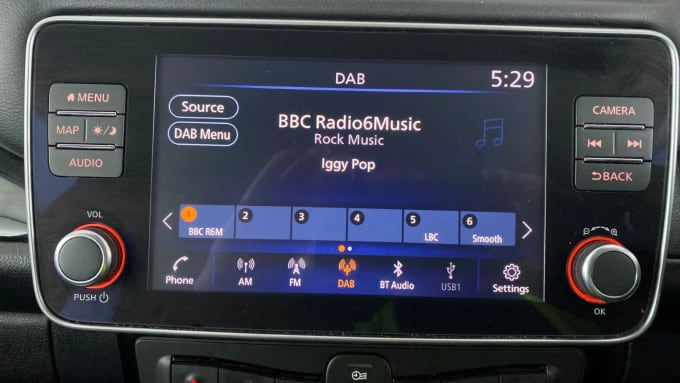 DAB
5:29
MENU
MAP
AUDIO
VOL
PUSH
Source
DAB Menu
BBC Radio6Music
Rock Music
Iggy Pop
1
BBC R6M
2
3
4
5
LBC
6
Smooth
Phone
AM
FM
DAB
BT Audio
USB1
Settings
CAMERA
BACK
OK